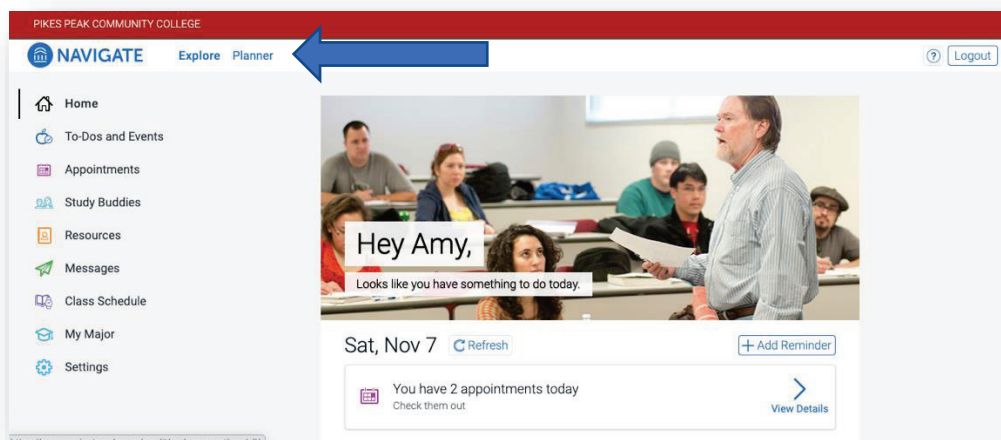 PIKES PEAK COMMUNITY COLLEGE
NAVIGATE Explore Planner
? Logout
Home
To-Dos and Events
Appointments
Study Buddies
Resources
Messages
Class Schedule
My Major
Settings
Hey Amy,
Looks like you have something to do today.
Sat, Nov 7 Refresh + Add Reminder
You have 2 appointments today
Check them out
View Details